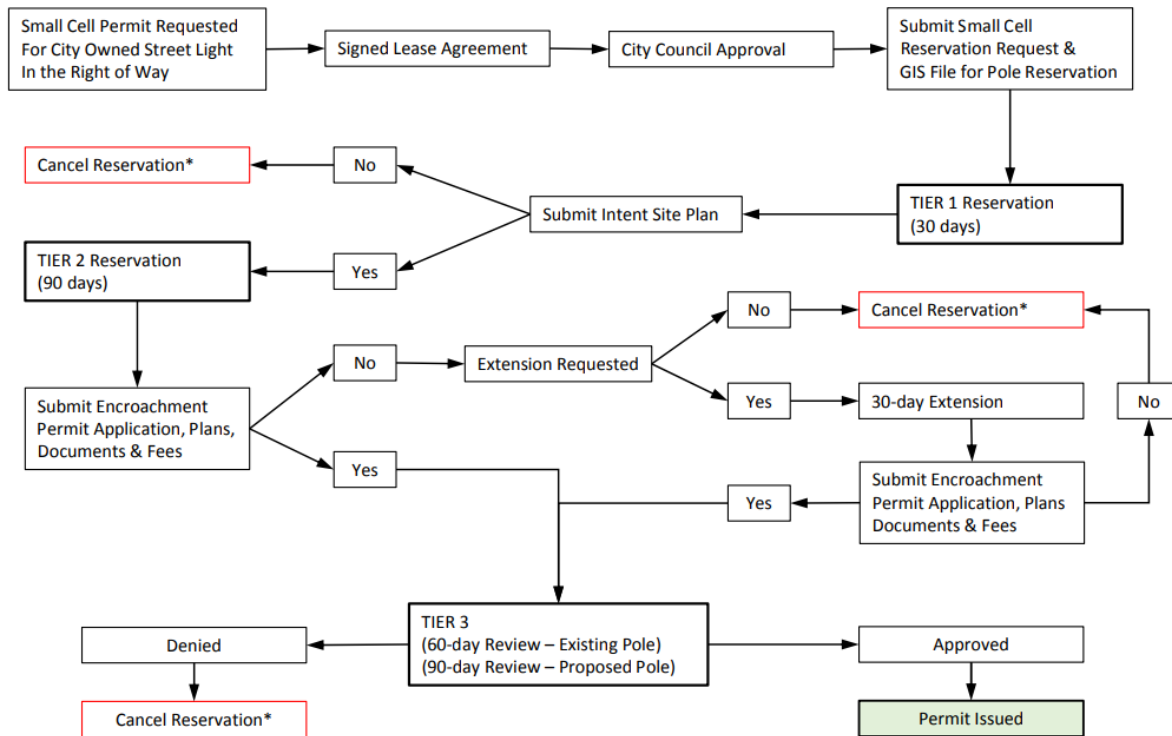 Small Cell Permit Requested
For City Owned Street Light
In the Right of Way
Signed Lease Agreement
City Council Approval
Submit Small Cell
Reservation Request &
GIS File for Pole Reservation
Cancel Reservation*
No
Submit Intent Site Plan
TIER 1 Reservation
(30 days)
TIER 2 Reservation
(90 days)
Yes
No
Cancel Reservation*
No
Extension Requested
Yes
30-day Extension
No
Submit Encroachment
Permit Application, Plans,
Documents & Fees
Yes
Yes
Submit Encroachment
Permit Application, Plans
Documents & Fees
TIER 3
(60-day Review – Existing Pole)
(90-day Review – Proposed Pole)
Denied
Approved
Cancel Reservation*
Permit Issued